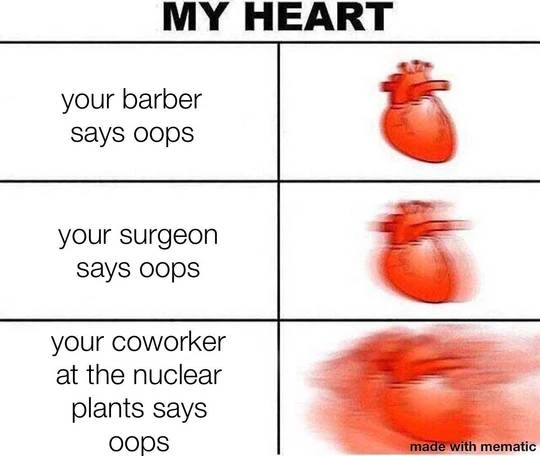 MY HEART
your barber
says oops
your surgeon
says oops
your coworker
at the nuclear
plants says
oops
made with mematic